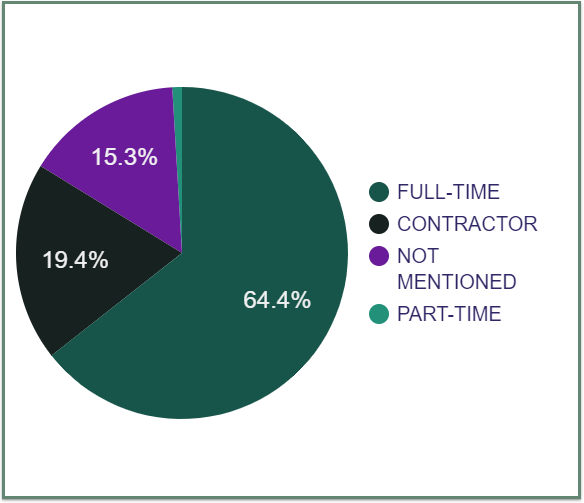 15.3%
19.4%
64.4%
FULL-TIME
CONTRACTOR
NOT
MENTIONED
PART-TIME